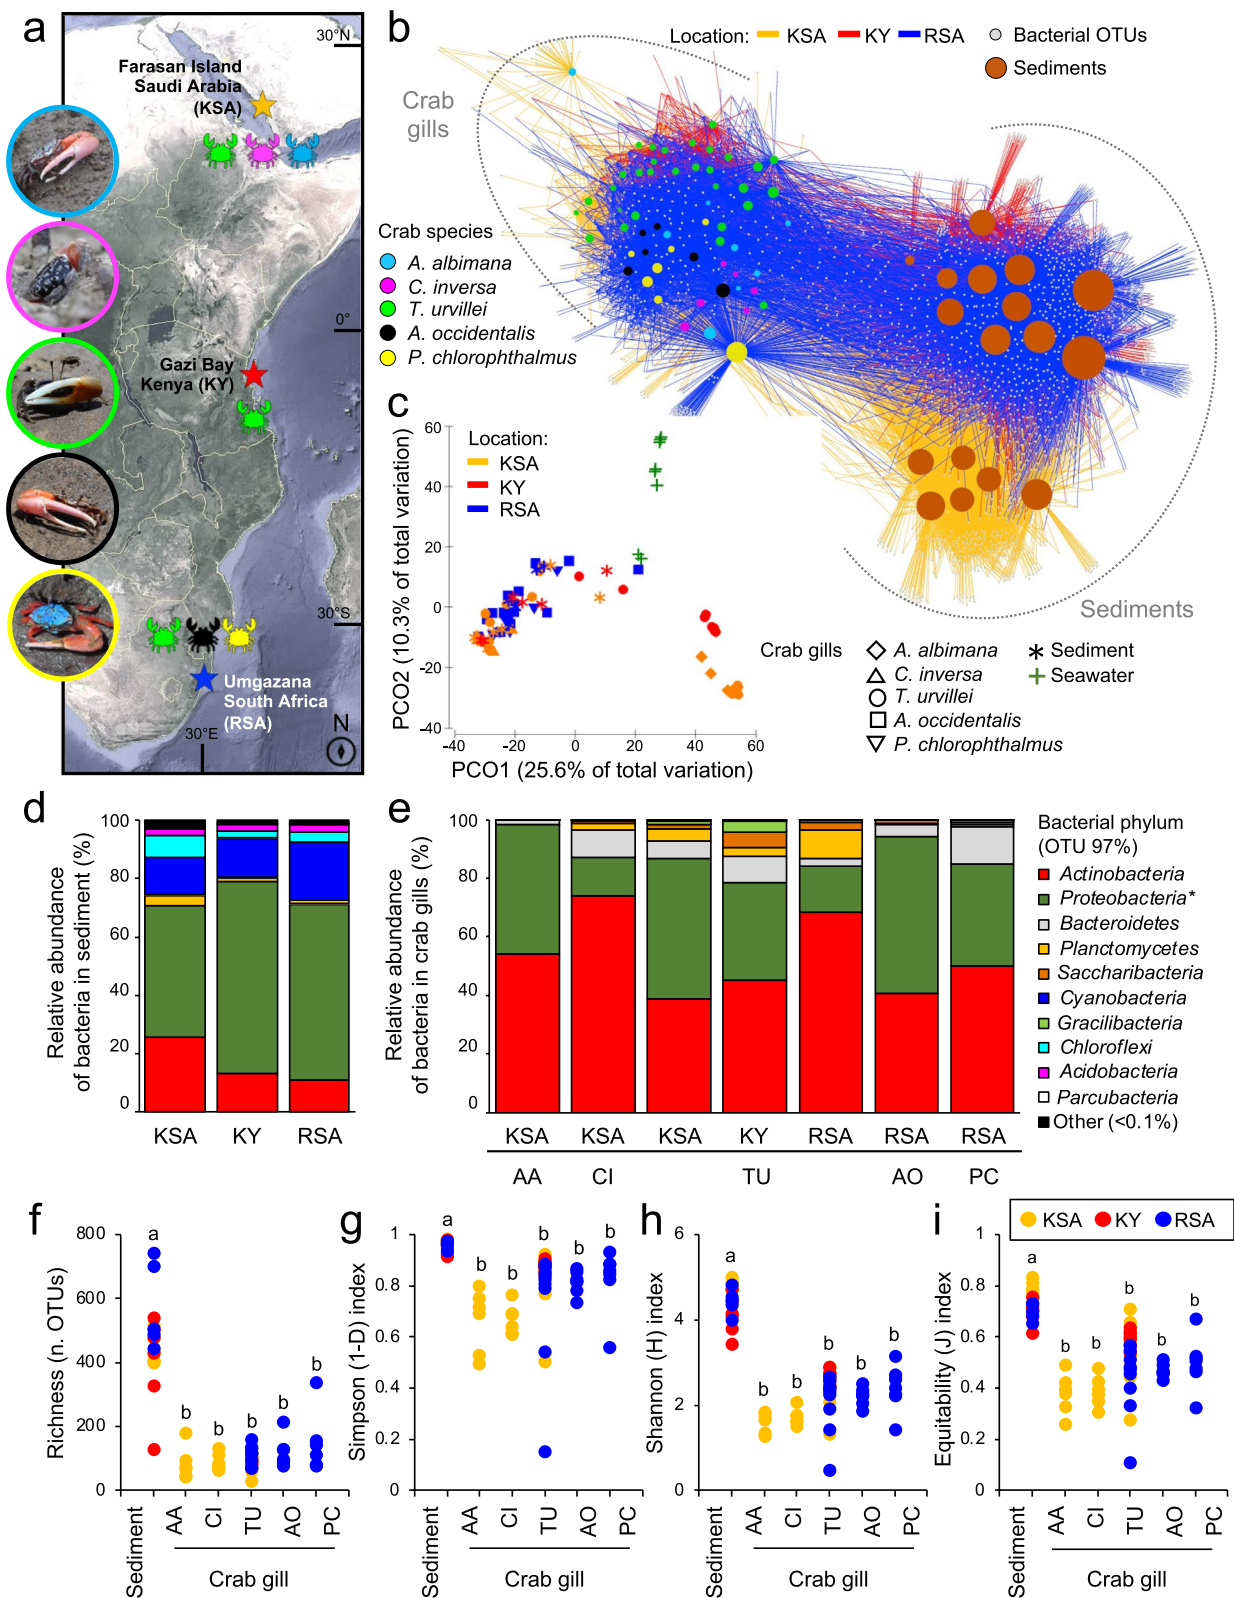 a
30°N
Farasan Island
Saudi Arabia
(KSA)
0°
Gazi Bay
Kenya (KY)
30°S
Umgazana
South Africa
(RSA)
30°E
N
b
Location: KSA KY RSA
Bacterial OTUs
Sediments
Crab
gills
Crab species
A. albimana
C. inversa
T. urvillei
A. occidentalis
P. chlorophthalmus
Sediments
c
Location:
KSA
KY
RSA
PCO2 (10.3% of total variation)
60
40
20
0
-20
-40
-40 -20 0 20 40 60
PCO1 (25.6% of total variation)
Crab gills
A. albimana
C. inversa
T. urvillei
A. occidentalis
P. chlorophthalmus
Sediment
Seawater
d
Relative abundance
of bacteria in sediment (%)
100
80
60
40
20
0
KSA KY RSA
e
Relative abundance
of bacteria in crab gills (%)
100
80
60
40
20
0
KSA KSA KSA KY RSA RSA RSA
AA CI TU AO PC
Bacterial phylum
(OTU 97%)
Actinobacteria
Proteobacteria*
Bacteroidetes
Planctomycetes
Saccharibacteria
Cyanobacteria
Gracilibacteria
Chloroflexi
Acidobacteria
Parcubacteria
Other (<0.1%)
f
Richness (n. OTUs)
800
600
400
200
0
a
b
b
b
b
b
Sediment AA CI TU AO PC
Crab gill
g
Simpson (1-D) index
1
0.8
0.6
0.4
0.2
0
a
b
b
b
b
b
Sediment AA CI TU AO PC
Crab gill
h
Shannon (H) index
6
4
2
0
a
b
b
b
b
b
Sediment AA CI TU AO PC
Crab gill
i
KSA KY RSA
Equitability (J) index
1
0.8
0.6
0.4
0.2
0
a
b
b
b
b
b
Sediment AA CI TU AO PC
Crab gill